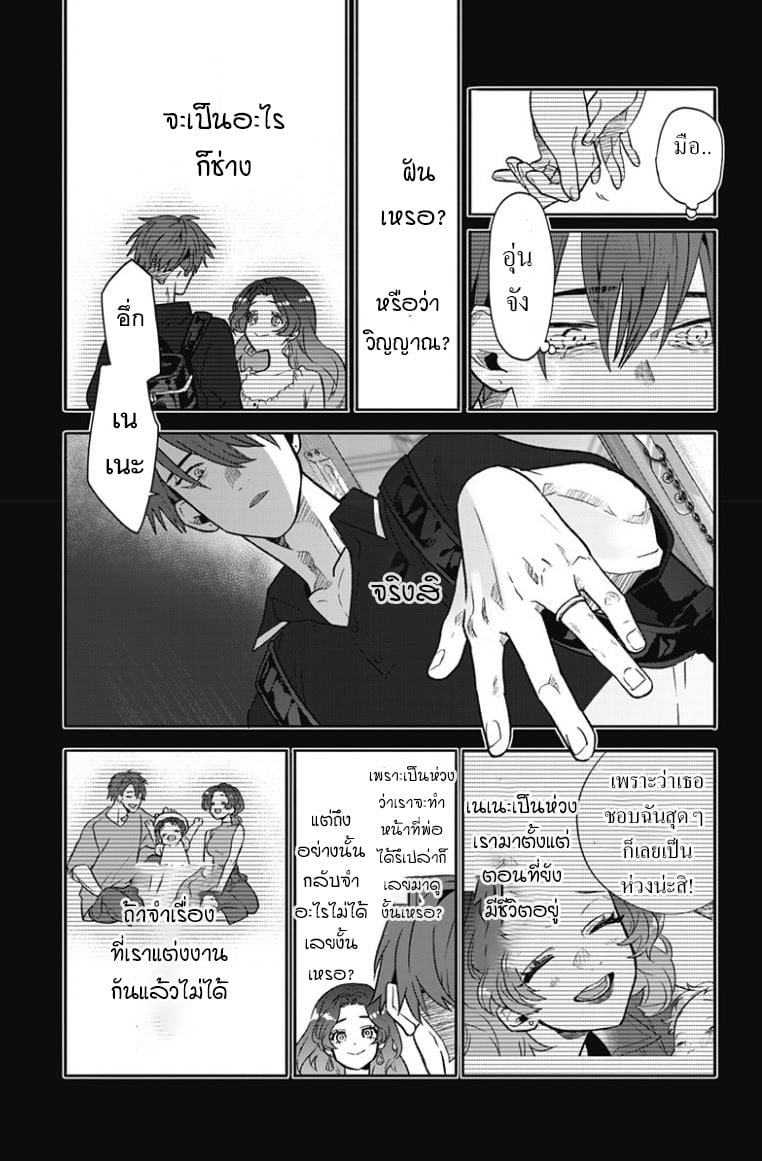 มือ..
อุ่น
จัง
ฝัน
เหรอ?
หรือว่า
วิญญาณ?
จะเป็นอะไร
ก็ช่าง
อึ่ก
เน
เนะ
จริงสิ
เพราะว่าเธอ
ชอบฉันสุดๆ
ก็เลยเป็น
ห่วงน่ะสิ!
เนเนะเป็นห่วง
เรามาตั้งแต่
ตอนที่ยัง
มีชีวิตอยู่
เพราะเป็นห่วง
ว่าเราจะทำ
หน้าที่พ่อ
ได้รึเปล่าก็
เลยมาดู
งั้นเหรอ?
แต่ถึง
อย่างนั้น
กลับจำ
อะไรไม่ได้
เลยงั้น
เหรอ?
ถ้าจำเรื่อง
ที่เราแต่งงาน
กันแล้วไม่ได้